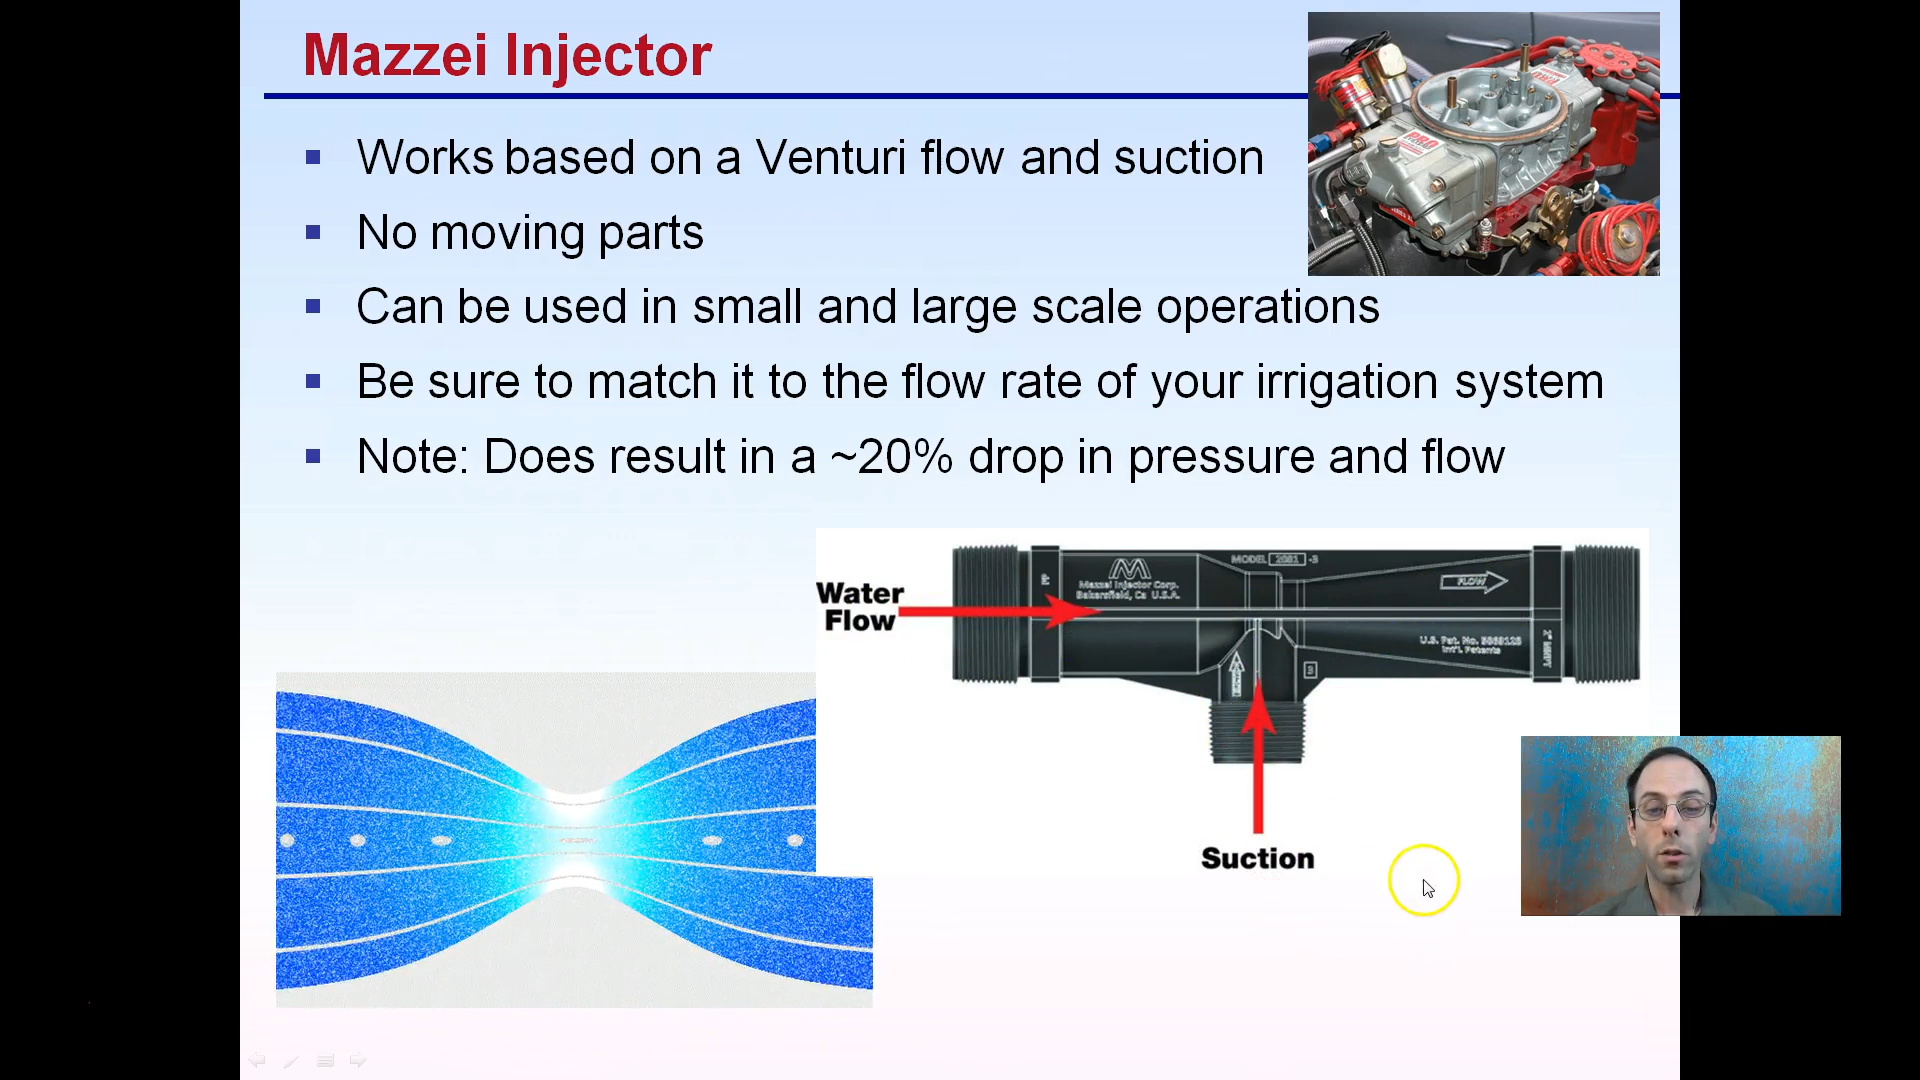 Mazzei Injector
Works based on a Venturi flow and suction
No moving parts
Can be used in small and large scale operations
Be sure to match it to the flow rate of your irrigation system
Note: Does result in a ~20% drop in pressure and flow
Water
Flow
MODEL 2081 -3
Mazzei Injector Corp.
Bakersfield, Ca U.S.A.
FLOW
U.S. Pat. No. 5863128
Int'l. Patents
2" MNPT
Suction